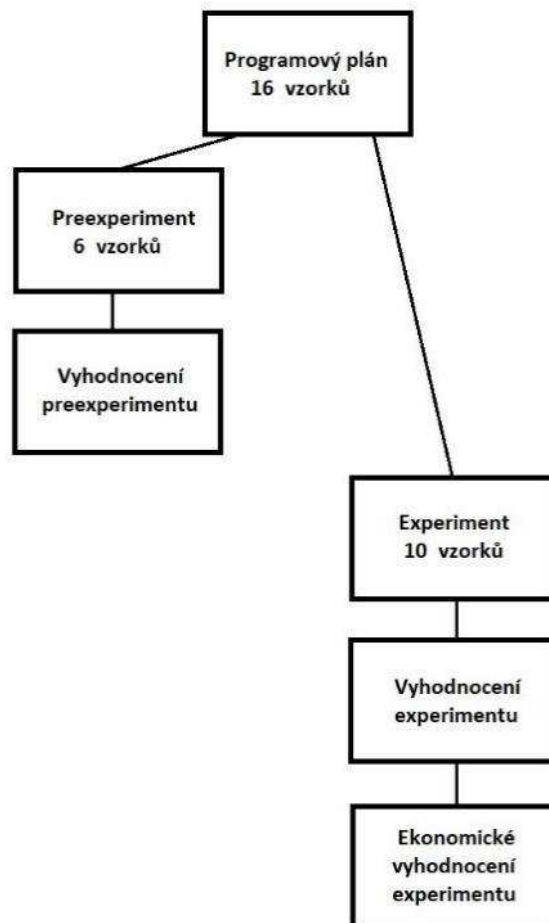 Programový plán
16 vzorků
Preexperiment
6 vzorků
Vyhodnocení
preexperimentu
Experiment
10 vzorků
Vyhodnocení
experimentu
Ekonomické
vyhodnocení
experimentu